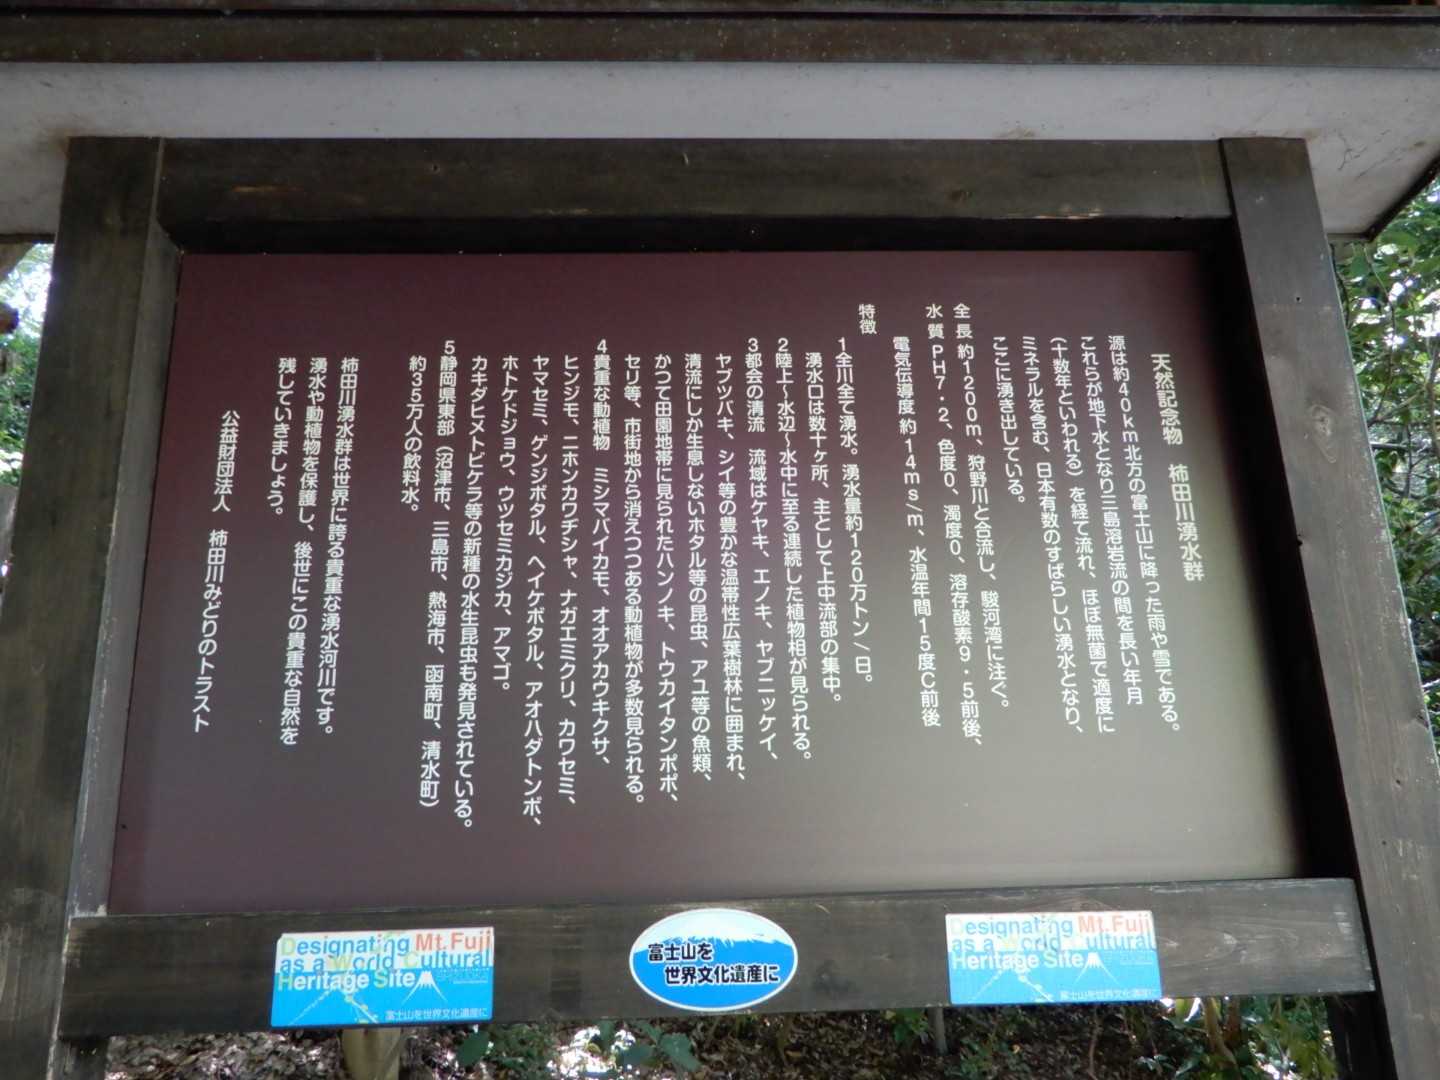 天然記念物　柿田川湧水群
源は約40km北方の富士山に降った雨や雪である。
これらが地下水となり三島溶岩流の間を長い年月
（十数年といわれる）を経て流れ、ほぼ無菌で適度に
ミネラルを含む、日本有数のすばらしい湧水となり、
ここに湧き出している。
全長 約1200m、狩野川と合流し、駿河湾に注ぐ。
水質 PH7・2、色度0、濁度0、溶存酸素9・5前後、
電気伝導度 約14ms/m、水温年間15度C前後
特徴
1全川全て湧水。湧水量約120万トン/日。
湧水口は数十ヶ所、主として上中流部の集中。
2陸上～水辺～水中に至る連続した植物相が見られる。
3都会の清流　流域はケヤキ、エノキ、ヤブニッケイ、
ヤブツバキ、シイ等の豊かな温帯性広葉樹林に囲まれ、
清流にしか生息しないホタル等の昆虫、アユ等の魚類、
かつて田園地帯に見られたハンノキ、トウカイタンポポ、
セリ等、市街地から消えつつある動植物が多数見られる。
4貴重な動植物　ミシマバイカモ、オオアカウキクサ、
ヒンジモ、ニホンカワヂシャ、ナガエミクリ、カワセミ、
ヤマセミ、ゲンジボタル、ヘイケボタル、アオハダトンボ、
ホトケドジョウ、ウツセミカジカ、アマゴ。
カキダヒメトビケラ等の新種の水生昆虫も発見されている。
5静岡県東部（沼津市、三島市、熱海市、函南町、清水町）
約35万人の飲料水。
柿田川湧水群は世界に誇る貴重な湧水河川です。
湧水や動植物を保護し、後世にこの貴重な自然を
残していきましょう。
公益財団法人　柿田川みどりのトラスト
Designating Mt.Fuji
as a World Cultural
Heritage Site
富士山を世界文化遺産に
富士山を
世界文化遺産に
Designating Mt.Fuji
as a World Cultural
Heritage Site
富士山を世界文化遺産に